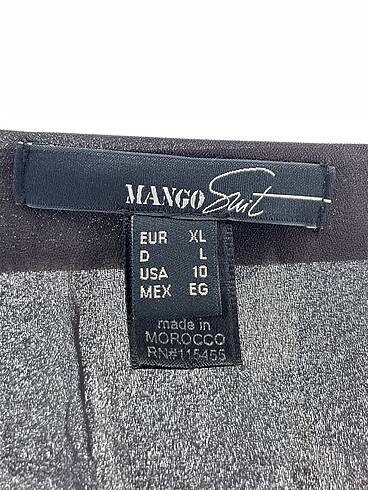 MANGO Suit
EUR XL
D L
USA 10
MEX EG
made in
MOROCCO
RN#115455